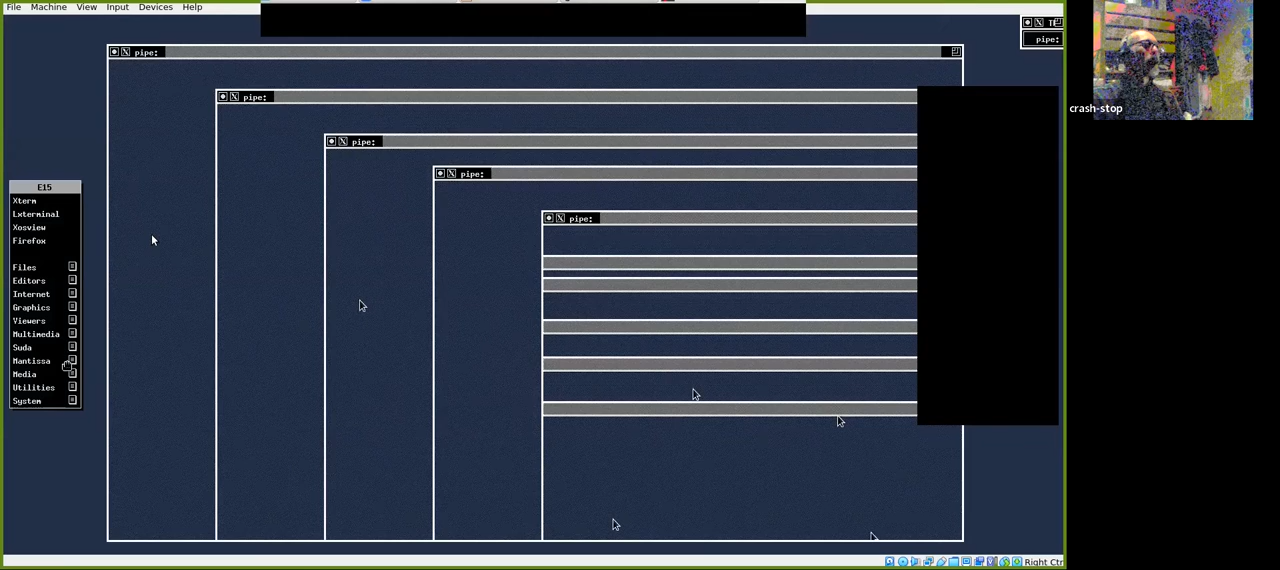 File Machine View Input Devices Help
pipe:
pipe:
pipe:
pipe:
pipe:
pipe:
crash-stop
E15
Xterm
Lxterminal
Xosview
Firefox
Files
Editors
Internet
Graphics
Viewers
Multimedia
Suda
Mantissa
Media
Utilities
System
Right Ctr